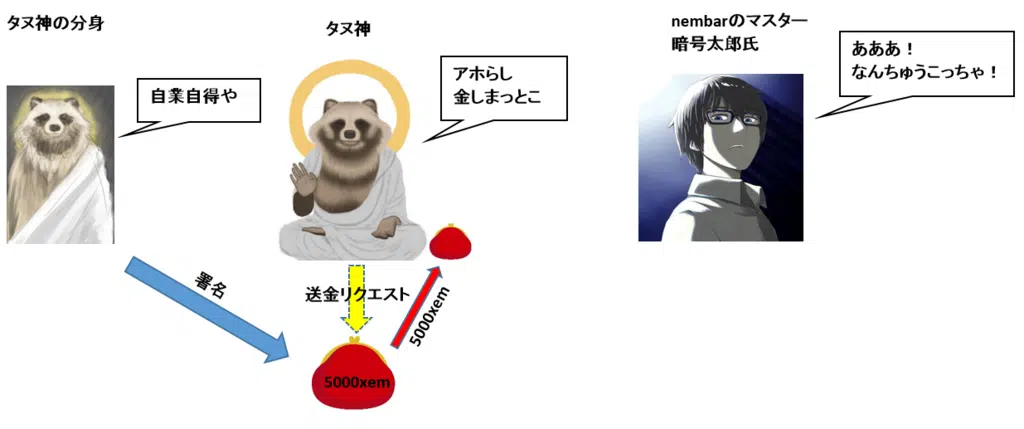 タヌ神の分身
タヌ神
nembarのマスター
暗号太郎氏
自業自得や
アホらし
金しまっとこ
あああ！
なんちゅうこっちゃ！
署名
送金リクエスト
5000xem
5000xem